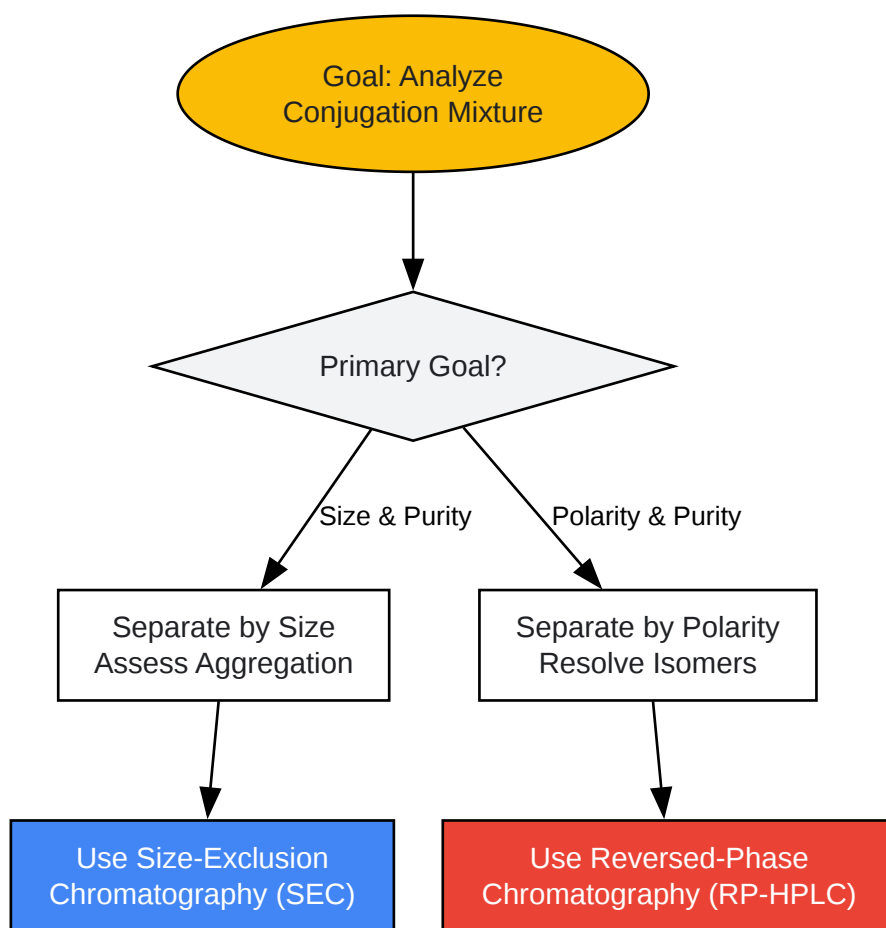 Goal: Analyze
Conjugation Mixture
Primary Goal?
Size & Purity
Polarity & Purity
Separate by Size
Assess Aggregation
Separate by Polarity
Resolve Isomers
Use Size-Exclusion
Chromatography (SEC)
Use Reversed-Phase
Chromatography (RP-HPLC)